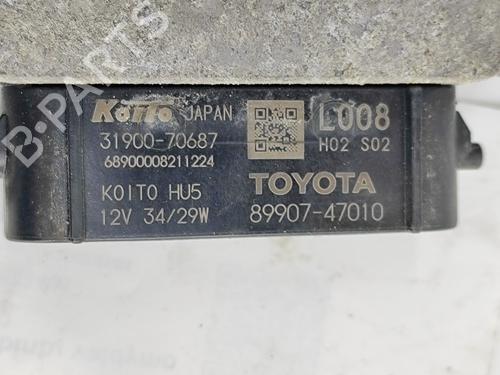 B-PARTS
Koito JAPAN
L008
31900-70687
H02 S02
68900008211224
KOITO HU5
TOYOTA
12V 34/29W
89907-47010